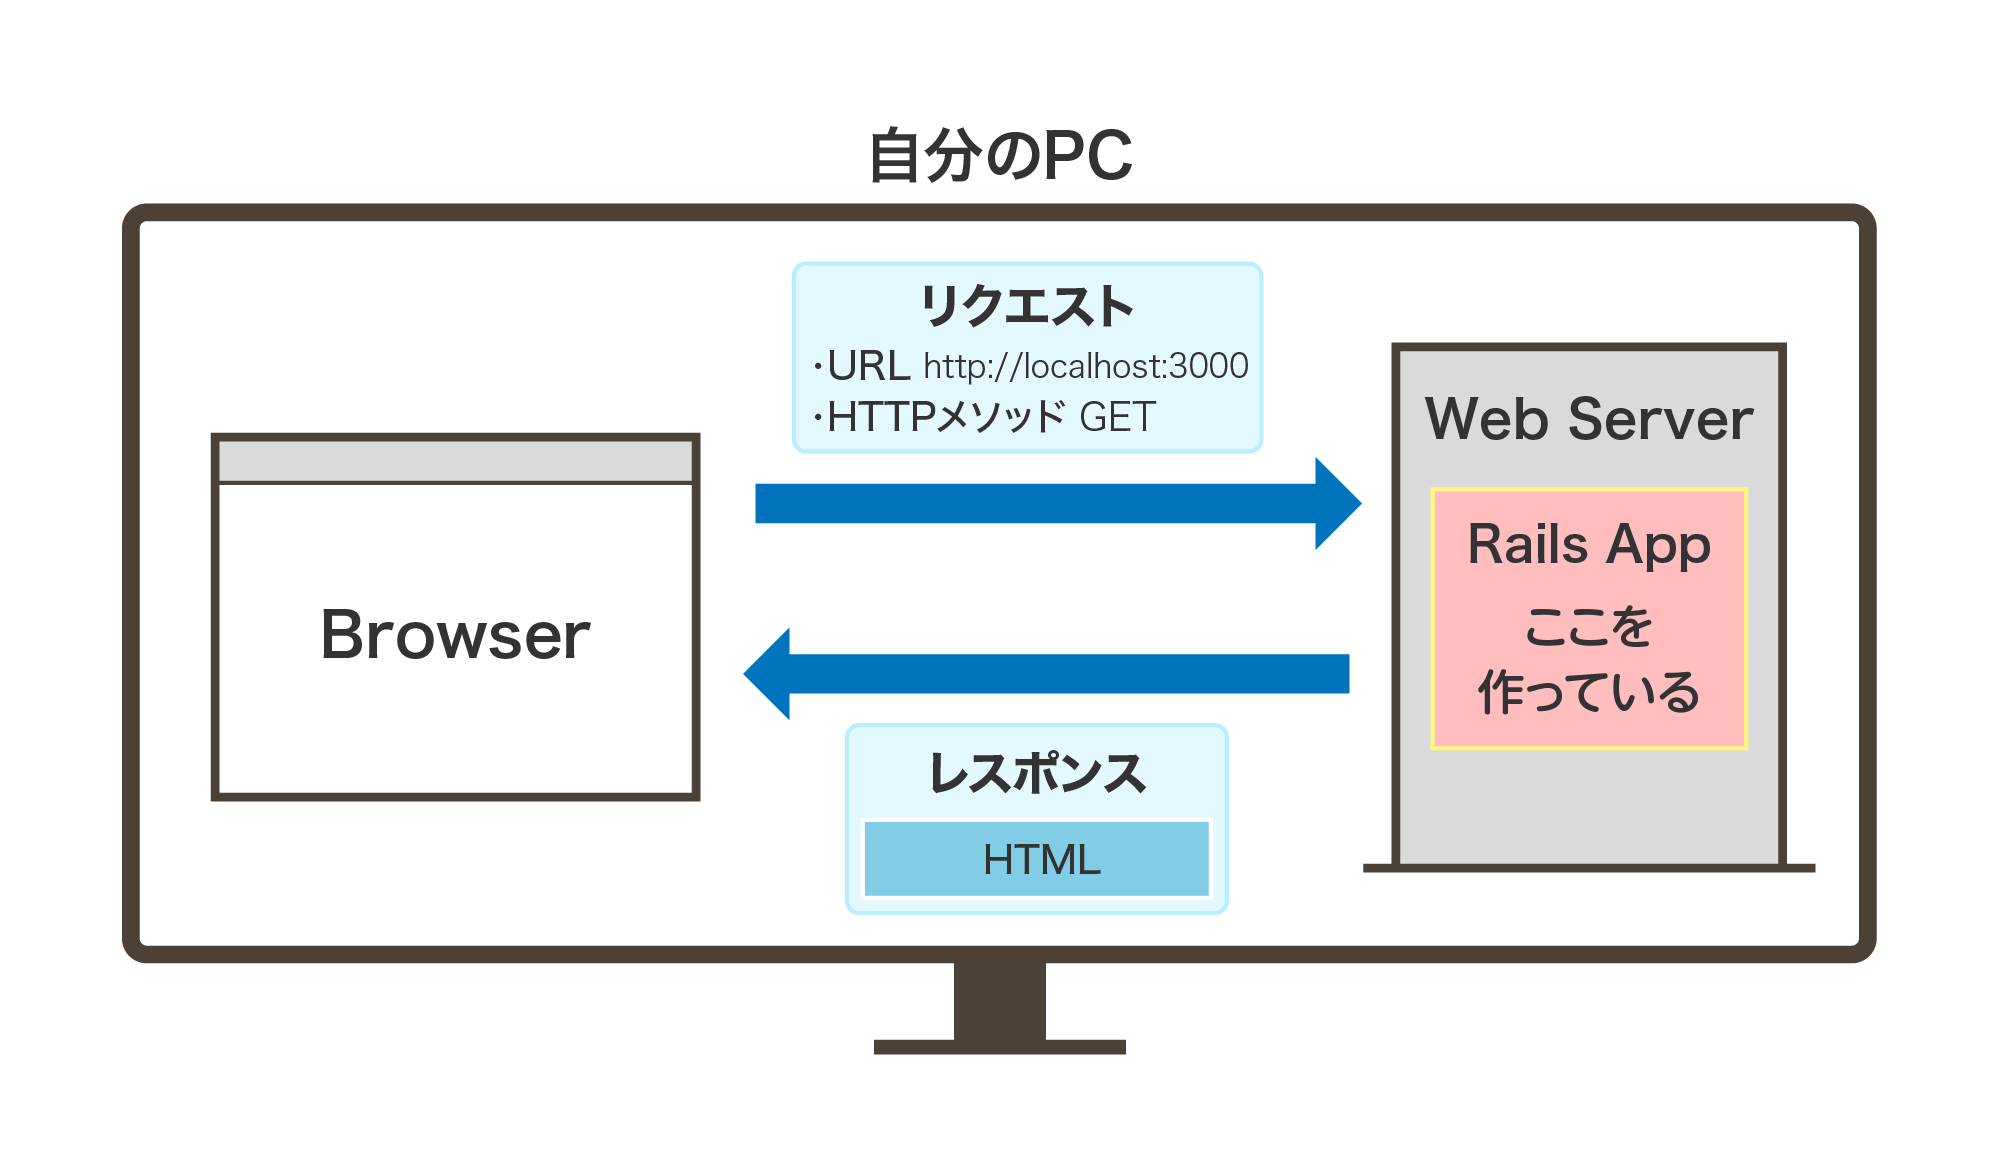 自分のPC
リクエスト
・URL http://localhost:3000
・HTTPメソッド GET
Web Server
Rails App
ここを
作っている
Browser
レスポンス
HTML